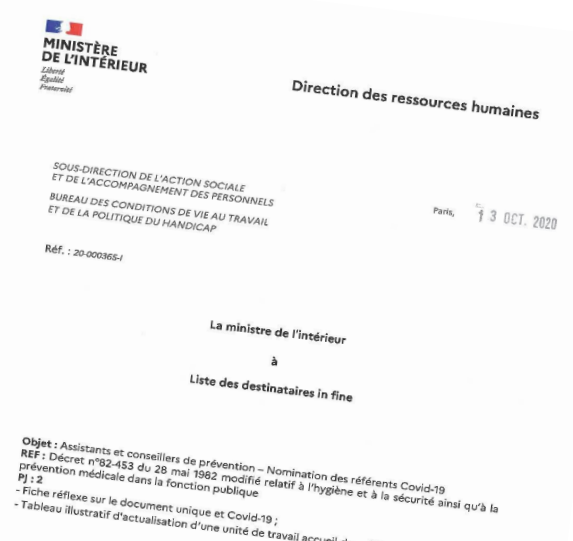 MINISTÈRE
DE L'INTÉRIEUR
Liberté
Égalité
Fraternité
Direction des ressources humaines
SOUS-DIRECTION DE L'ACTION SOCIALE
ET DE L'ACCOMPAGNEMENT DES PERSONNELS
BUREAU DES CONDITIONS DE VIE AU TRAVAIL
ET DE LA POLITIQUE DU HANDICAP
Paris, 13 OCT. 2020
Réf. : 20-000365-I
La ministre de l'intérieur
à
Liste des destinataires in fine
Objet : Assistants et conseillers de prévention – Nomination des référents Covid-19
REF : Décret n°82-453 du 28 mai 1982 modifié relatif à l'hygiène et à la sécurité ainsi qu'à la
prévention médicale dans la fonction publique
PJ : 2
- Fiche réflexe sur le document unique et Covid-19 ;
- Tableau illustratif d'actualisation d'une unité de travail accueil